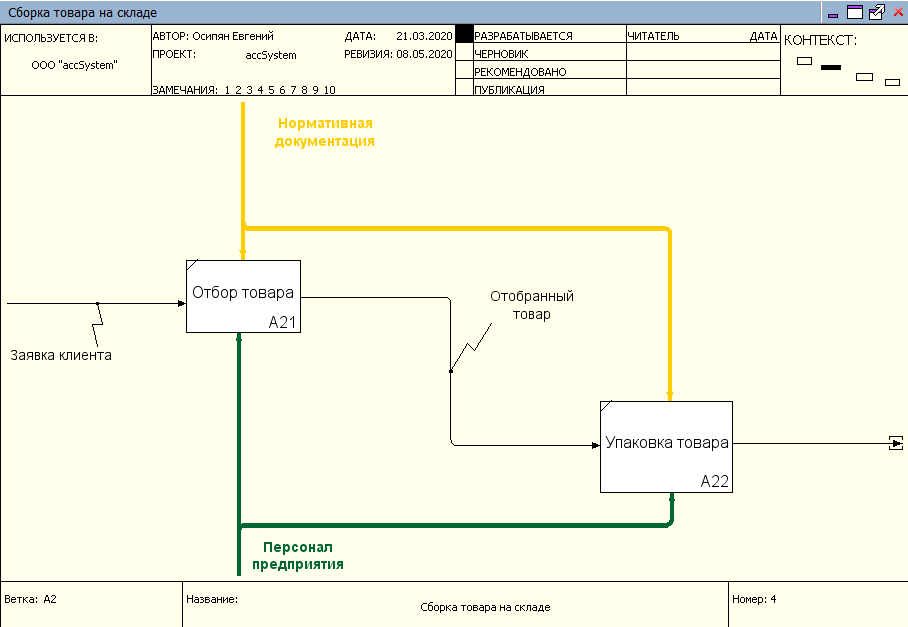 Сборка товара на складе
ИСПОЛЬЗУЕТСЯ В:
ООО "accSystem"
АВТОР: Осипян Евгений
ДАТА: 21.03.2020
ПРОЕКТ: accSystem
РЕВИЗИЯ: 08.05.2020
ЗАМЕЧАНИЯ: 1 2 3 4 5 6 7 8 9 10
РАЗРАБАТЫВАЕТСЯ
ЧЕРНОВИК
РЕКОМЕНДОВАНО
ПУБЛИКАЦИЯ
ЧИТАТЕЛЬ ДАТА
КОНТЕКСТ:
Нормативная
документация
Отбор товара
A21
Заявка клиента
Отобранный
товар
Упаковка товара
A22
Персонал
предприятия
Ветка: A2
Название:
Сборка товара на складе
Номер: 4